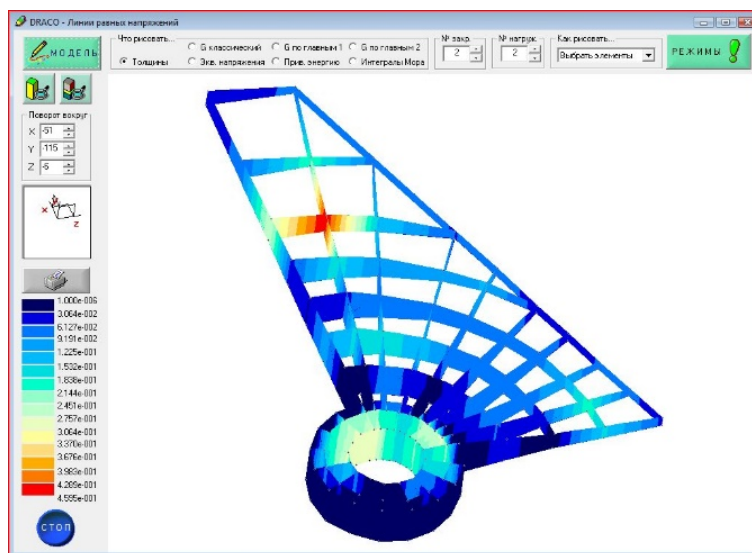 DRACO - Линии равных напряжений
МОДЕЛЬ
Что рисовать...
G классический
G по главным 1
G по главным 2
Толщины
Экв. напряжения
Прив. энергию
Интегралы Мора
№ закр.
2
№ нагруж.
2
Как рисовать...
Выбрать элементы
РЕЖИМЫ
Поворот вокруг
X -51
Y -115
Z -6
x
z
1.000e-006
3.064e-002
6.127e-002
9.191e-002
1.225e-001
1.532e-001
1.838e-001
2.144e-001
2.451e-001
2.757e-001
3.064e-001
3.370e-001
3.676e-001
3.983e-001
4.289e-001
4.595e-001
СТОП